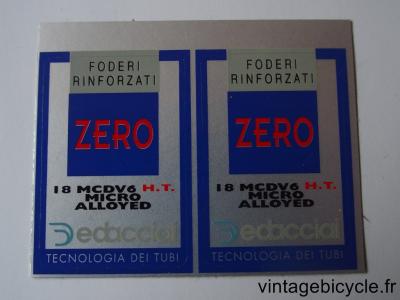 FODERI
RINFORZATI
ZERO
18 MCDV6 H.T.
MICRO
ALLOYED
Dedacciai
TECNOLOGIA DEI TUBI
FODERI
RINFORZATI
ZERO
18 MCDV6 H.T.
MICRO
ALLOYED
Dedacciai
TECNOLOGIA DEI TUBI
vintagebicycle.fr